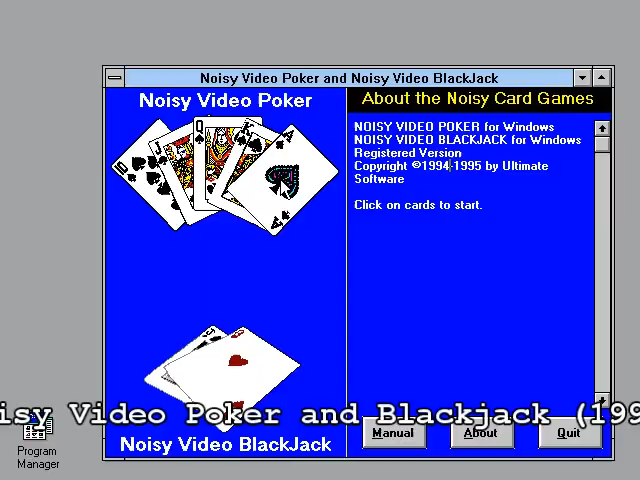 Noisy Video Poker and Noisy Video BlackJack
Noisy Video Poker
About the Noisy Card Games
NOISY VIDEO POKER for Windows
NOISY VIDEO BLACKJACK for Windows
Registered Version
Copyright ©1994-1995 by Ultimate
Software
Click on cards to start.
10
J
Q
K
A
isy Video Poker and Blackjack (199
Manual
About
Quit
Noisy Video BlackJack
Program
Manager